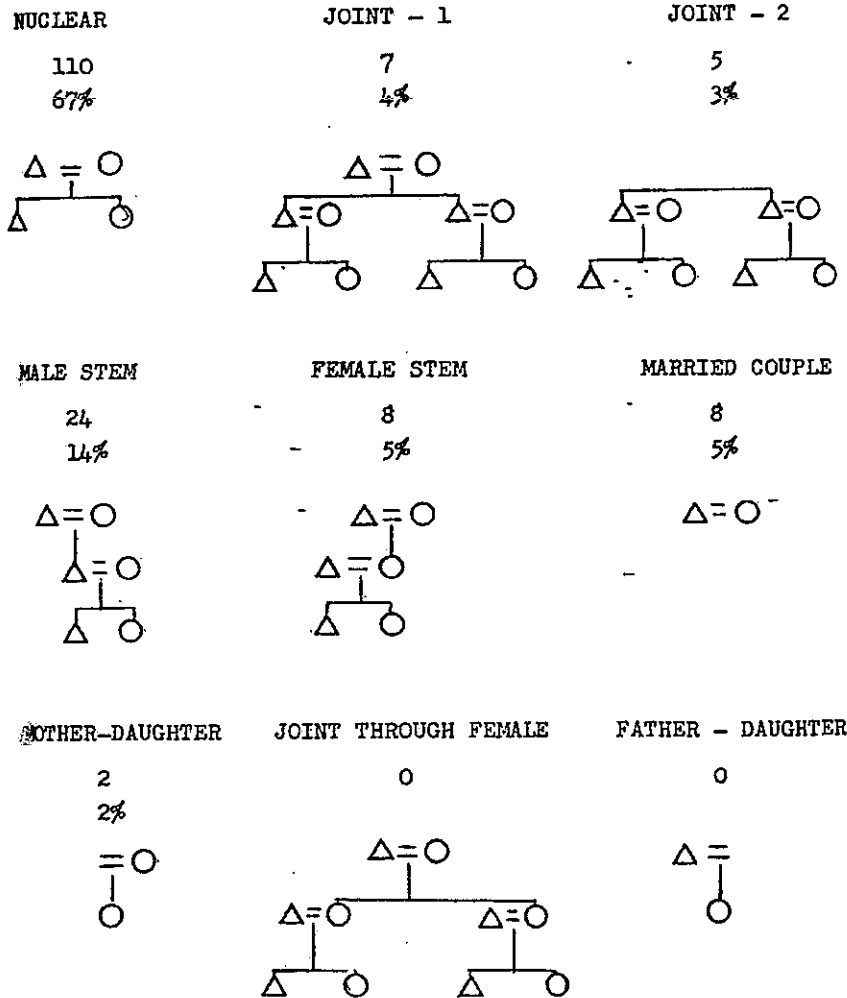 NUCLEAR
110
67%
JOINT - 1
7
4%
JOINT - 2
5
3%
MALE STEM
24
14%
FEMALE STEM
8
5%
MARRIED COUPLE
8
5%
MOTHER-DAUGHTER
2
2%
JOINT THROUGH FEMALE
0
FATHER - DAUGHTER
0